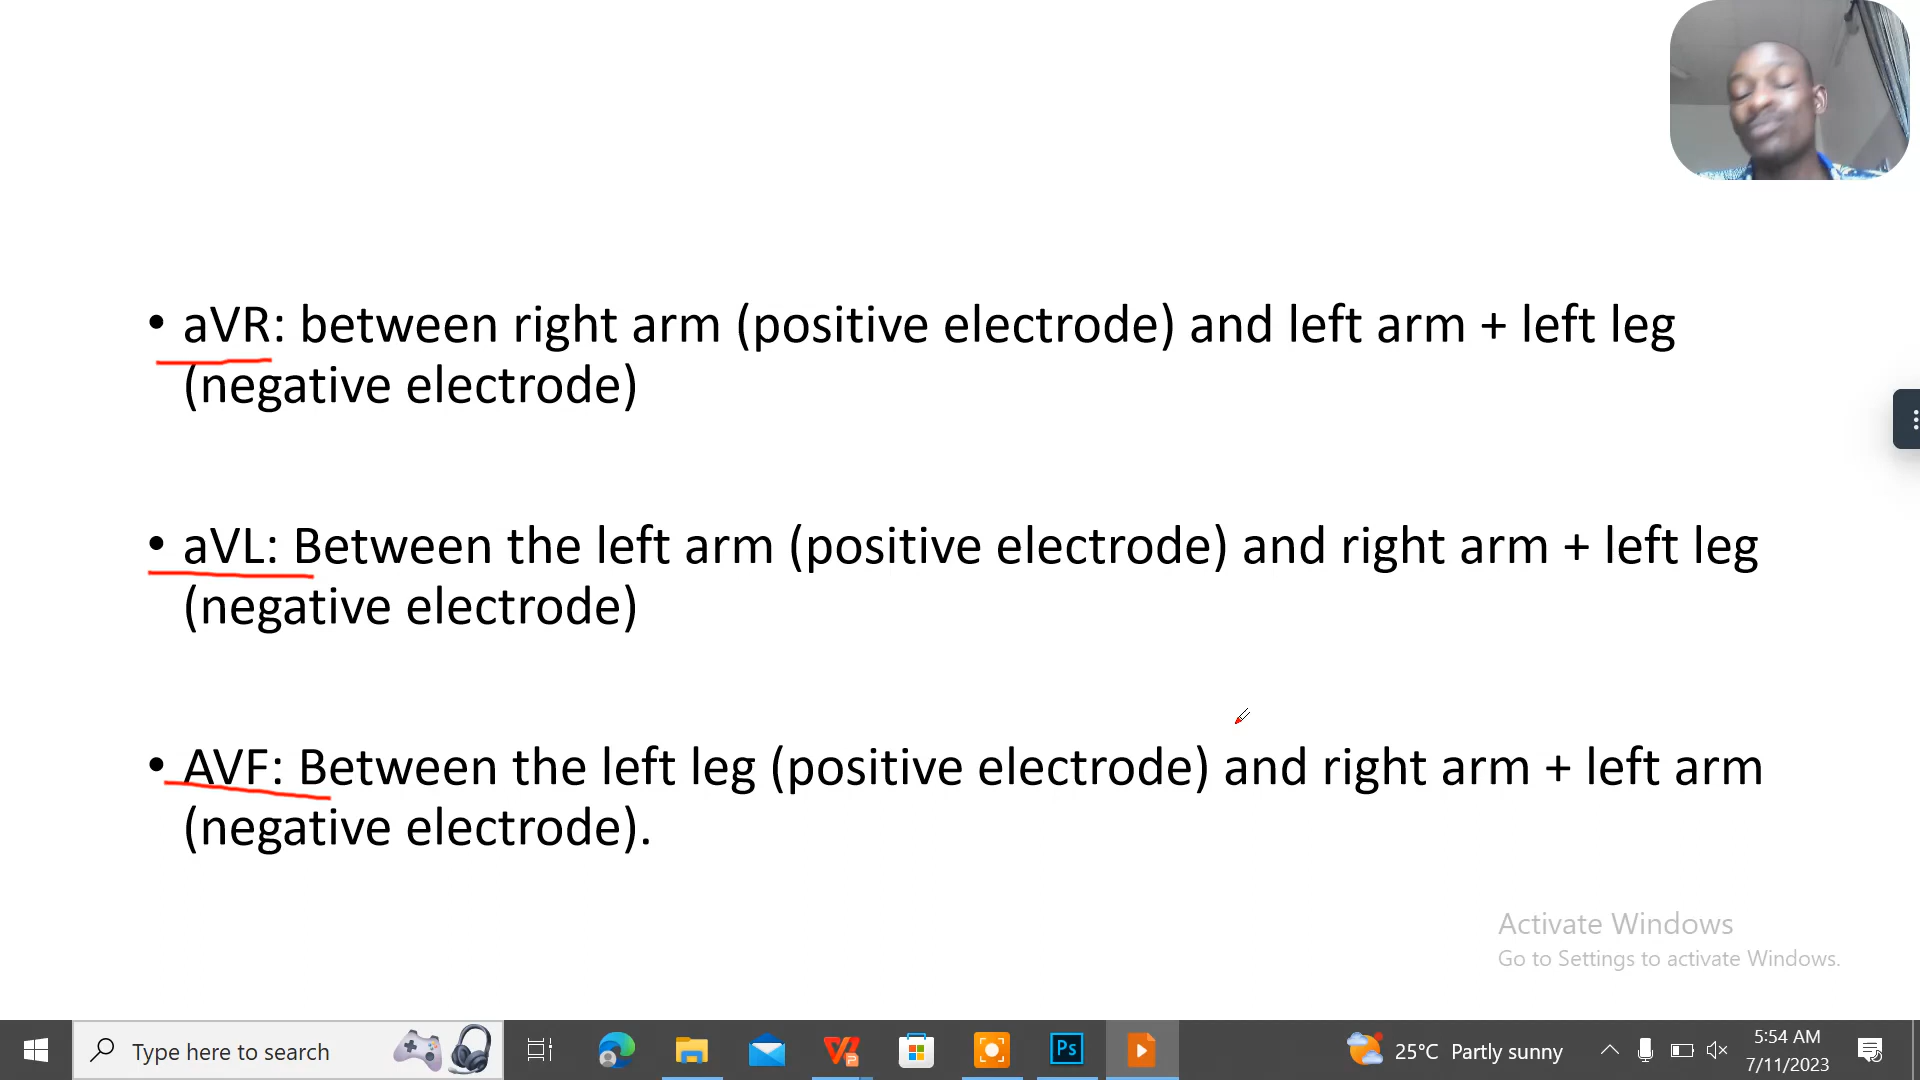 • aVR: between right arm (positive electrode) and left arm + left leg
(negative electrode)
• aVL: Between the left arm (positive electrode) and right arm + left leg
(negative electrode)
• AVF: Between the left leg (positive electrode) and right arm + left arm
(negative electrode).
Activate Windows
Go to Settings to activate Windows.
Type here to search
Ps
25°C Partly sunny
5:54 AM
7/11/2023